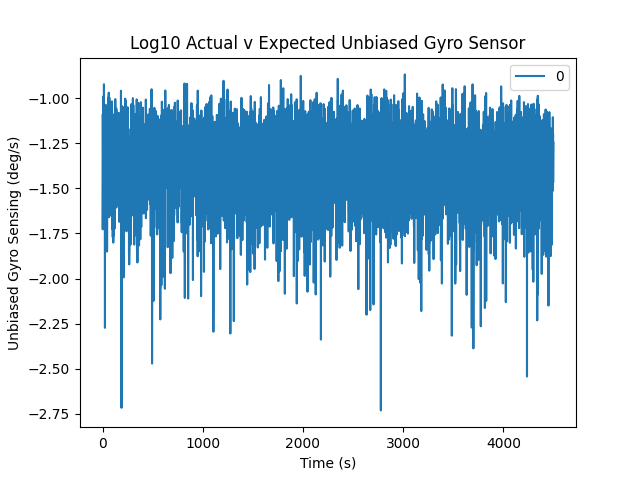 Log10 Actual v Expected Unbiased Gyro Sensor
0
−1.00
−1.25
−1.50
−1.75
−2.00
−2.25
−2.50
−2.75
Unbiased Gyro Sensing (deg/s)
0 1000 2000 3000 4000
Time (s)